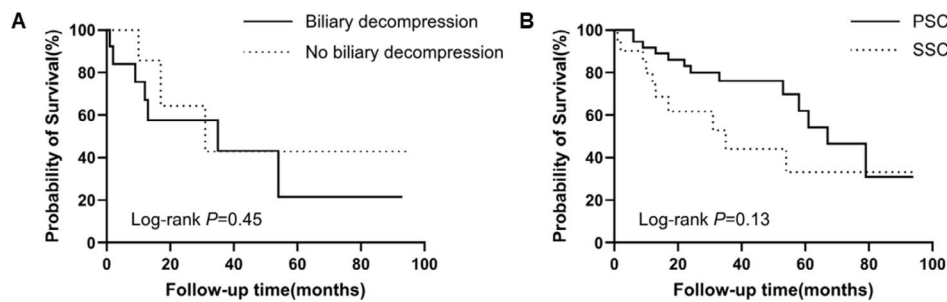 A
Biliary decompression
No biliary decompression
Probability of Survival(%)
100
80
60
40
20
0
Log-rank P=0.45
0 20 40 60 80 100
Follow-up time(months)
B
PSC
SSC
Probability of Survival(%)
100
80
60
40
20
0
Log-rank P=0.13
0 20 40 60 80 100
Follow-up time(months)